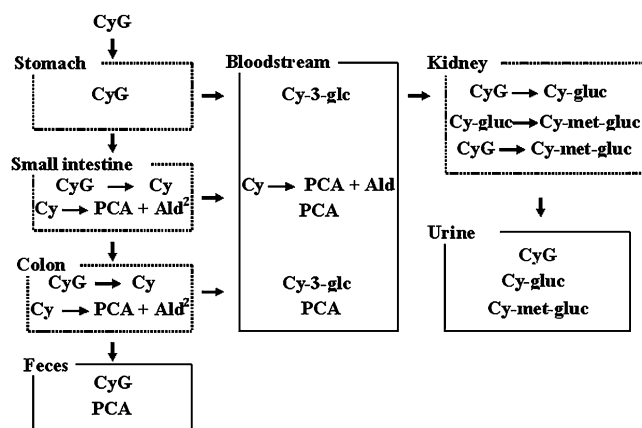 CyG
Stomach
CyG
Small intestine
CyG → Cy
Cy → PCA + Ald²
Colon
CyG → Cy
Cy → PCA + Ald²
Feces
CyG
PCA
Bloodstream
Cy-3-glc
Cy → PCA + Ald
PCA
Cy-3-glc
PCA
Kidney
CyG → Cy-gluc
Cy-gluc → Cy-met-gluc
CyG → Cy-met-gluc
Urine
CyG
Cy-gluc
Cy-met-gluc